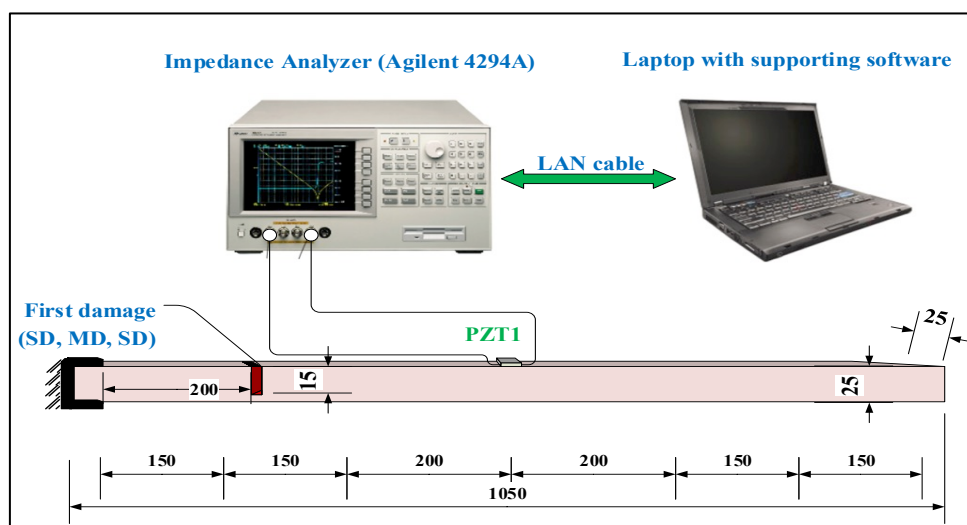 Impedance Analyzer (Agilent 4294A)
Laptop with supporting software
LAN cable
First damage
(SD, MD, SD)
PZT1
25
200
15
25
150
150
200
200
150
150
1050